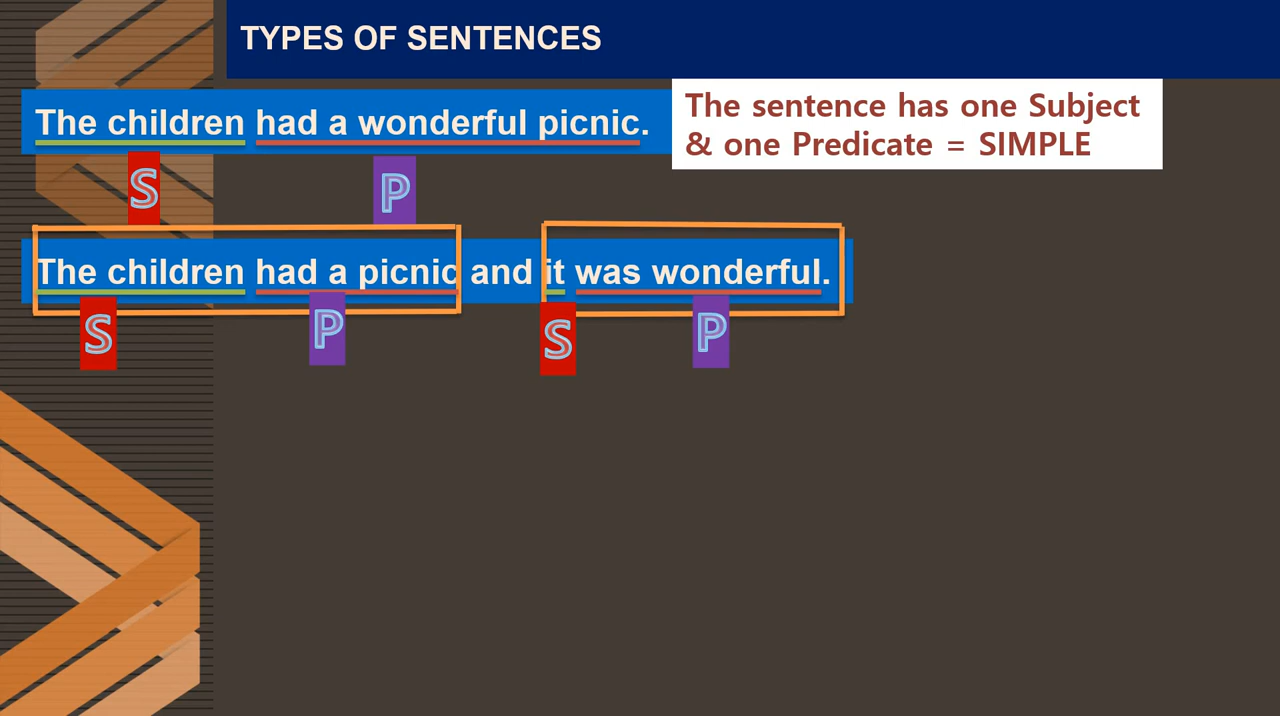 TYPES OF SENTENCES
The children had a wonderful picnic.
The sentence has one Subject
& one Predicate = SIMPLE
S P
The children had a picnic and it was wonderful.
S P S P